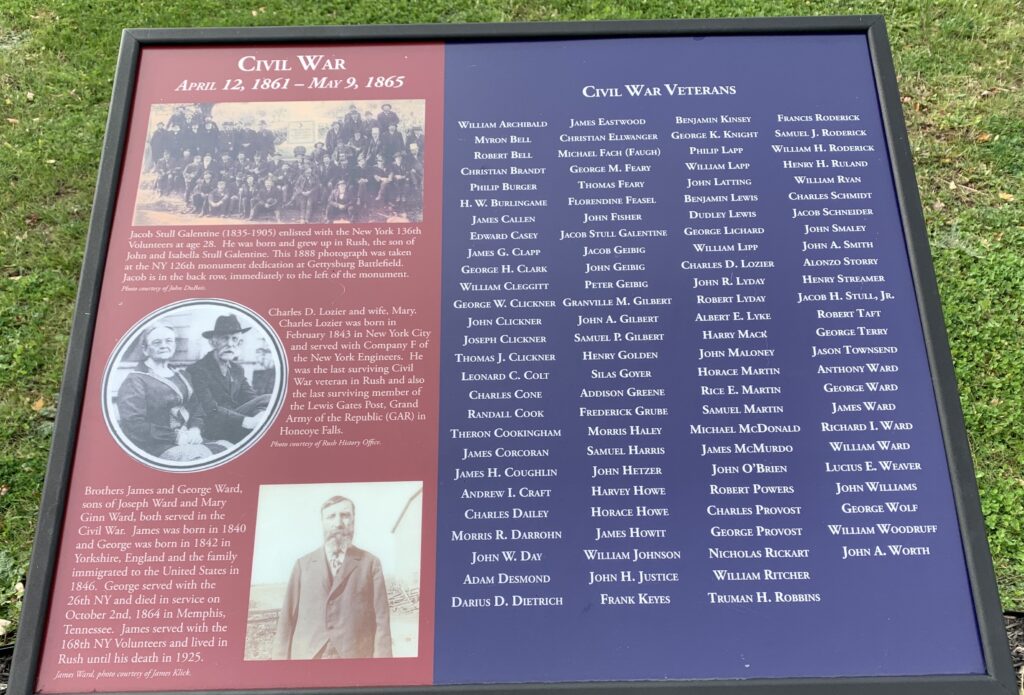 CIVIL WAR
APRIL 12, 1861 – MAY 9, 1865
Jacob Stull Galentine (1835-1905) enlisted with the New York 136th
Volunteers at age 28. He was born and grew up in Rush, the son of
John and Isabella Stull Galentine. This 1888 photograph was taken
at the NY 126th monument dedication at Gettysburg Battlefield.
Jacob is in the back row, immediately to the left of the monument.
Photo courtesy of John DuBois.
Charles D. Lozier and wife, Mary.
Charles Lozier was born in
February 1843 in New York City
and served with Company F of
the New York Engineers. He
was the last surviving Civil
War veteran in Rush and also
the last surviving member of
the Lewis Gates Post, Grand
Army of the Republic (GAR) in
Honeoye Falls.
Photo courtesy of Rush History Office.
Brothers James and George Ward,
sons of Joseph Ward and Mary
Ginn Ward, both served in the
Civil War. James was born in 1840
and George was born in 1842 in
Yorkshire, England and the family
immigrated to the United States in
1846. George served with the
26th NY and died in service on
October 2nd, 1864 in Memphis,
Tennessee. James served with the
168th NY Volunteers and lived in
Rush until his death in 1925.
James Ward, photo courtesy of James Klick.
CIVIL WAR VETERANS
WILLIAM ARCHIBALD
MYRON BELL
ROBERT BELL
CHRISTIAN BRANDT
PHILIP BURGER
H. W. BURLINGAME
JAMES CALLEN
EDWARD CASEY
JAMES G. CLAPP
GEORGE H. CLARK
WILLIAM CLEGGITT
GEORGE W. CLICKNER
JOHN CLICKNER
JOSEPH CLICKNER
THOMAS J. CLICKNER
LEONARD C. COLT
CHARLES CONE
RANDALL COOK
THERON COOKINGHAM
JAMES CORCORAN
JAMES H. COUGHLIN
ANDREW I. CRAFT
CHARLES DAILEY
MORRIS R. DARROHN
JOHN W. DAY
ADAM DESMOND
DARIUS D. DIETRICH
JAMES EASTWOOD
CHRISTIAN ELLWANGER
MICHAEL FACH (FAUGH)
GEORGE M. FEARY
THOMAS FEARY
FLORENDINE FEASEL
JOHN FISHER
JACOB STULL GALENTINE
JACOB GEIBIG
JOHN GEIBIG
PETER GEIBIG
GRANVILLE M. GILBERT
JOHN A. GILBERT
SAMUEL P. GILBERT
HENRY GOLDEN
SILAS GOYER
ADDISON GREENE
FREDERICK GRUBE
MORRIS HALEY
SAMUEL HARRIS
JOHN HETZER
HARVEY HOWE
HORACE HOWE
JAMES HOWIT
WILLIAM JOHNSON
JOHN H. JUSTICE
FRANK KEYES
BENJAMIN KINSEY
GEORGE K. KNIGHT
PHILIP LAPP
WILLIAM LAPP
JOHN LATTING
BENJAMIN LEWIS
DUDLEY LEWIS
GEORGE LICHARD
WILLIAM LIPP
CHARLES D. LOZIER
JOHN R. LYDAY
ROBERT LYDAY
ALBERT E. LYKE
HARRY MACK
JOHN MALONEY
HORACE MARTIN
RICE E. MARTIN
SAMUEL MARTIN
MICHAEL MCDONALD
JAMES MCMURDO
JOHN O'BRIEN
ROBERT POWERS
CHARLES PROVOST
GEORGE PROVOST
NICHOLAS RICKART
WILLIAM RITCHER
TRUMAN H. ROBBINS
FRANCIS RODERICK
SAMUEL J. RODERICK
WILLIAM H. RODERICK
HENRY H. RULAND
WILLIAM RYAN
CHARLES SCHMIDT
JACOB SCHNEIDER
JOHN SMALEY
JOHN A. SMITH
ALONZO STORRY
HENRY STREAMER
JACOB H. STULL, JR.
ROBERT TAFT
GEORGE TERRY
JASON TOWNSEND
ANTHONY WARD
GEORGE WARD
JAMES WARD
RICHARD I. WARD
WILLIAM WARD
LUCIUS E. WEAVER
JOHN WILLIAMS
GEORGE WOLF
WILLIAM WOODRUFF
JOHN A. WORTH